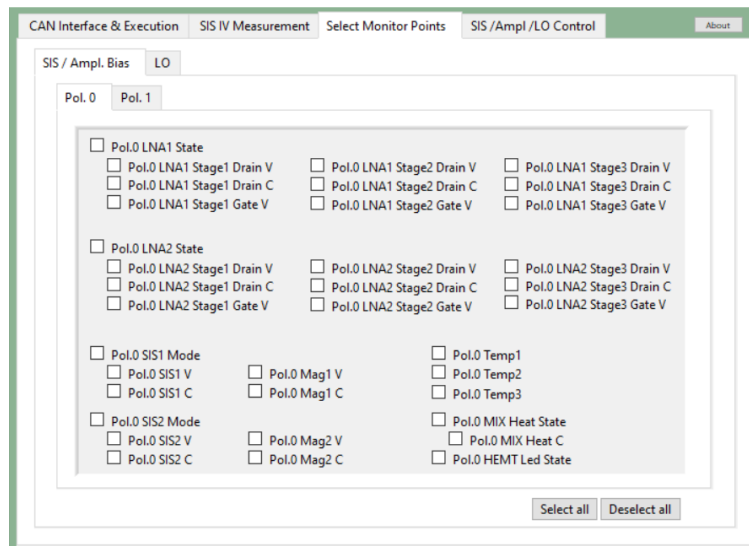 CAN Interface & Execution SIS IV Measurement Select Monitor Points SIS /Ampl /LO Control About
SIS / Ampl. Bias LO
Pol. 0 Pol. 1
Pol.0 LNA1 State
Pol.0 LNA1 Stage1 Drain V Pol.0 LNA1 Stage2 Drain V Pol.0 LNA1 Stage3 Drain V
Pol.0 LNA1 Stage1 Drain C Pol.0 LNA1 Stage2 Drain C Pol.0 LNA1 Stage3 Drain C
Pol.0 LNA1 Stage1 Gate V Pol.0 LNA1 Stage2 Gate V Pol.0 LNA1 Stage3 Gate V
Pol.0 LNA2 State
Pol.0 LNA2 Stage1 Drain V Pol.0 LNA2 Stage2 Drain V Pol.0 LNA2 Stage3 Drain V
Pol.0 LNA2 Stage1 Drain C Pol.0 LNA2 Stage2 Drain C Pol.0 LNA2 Stage3 Drain C
Pol.0 LNA2 Stage1 Gate V Pol.0 LNA2 Stage2 Gate V Pol.0 LNA2 Stage3 Gate V
Pol.0 SIS1 Mode Pol.0 Temp1
Pol.0 SIS1 V Pol.0 Mag1 V Pol.0 Temp2
Pol.0 SIS1 C Pol.0 Mag1 C Pol.0 Temp3
Pol.0 SIS2 Mode Pol.0 MIX Heat State
Pol.0 SIS2 V Pol.0 Mag2 V Pol.0 MIX Heat C
Pol.0 SIS2 C Pol.0 Mag2 C Pol.0 HEMT Led State
Select all Deselect all